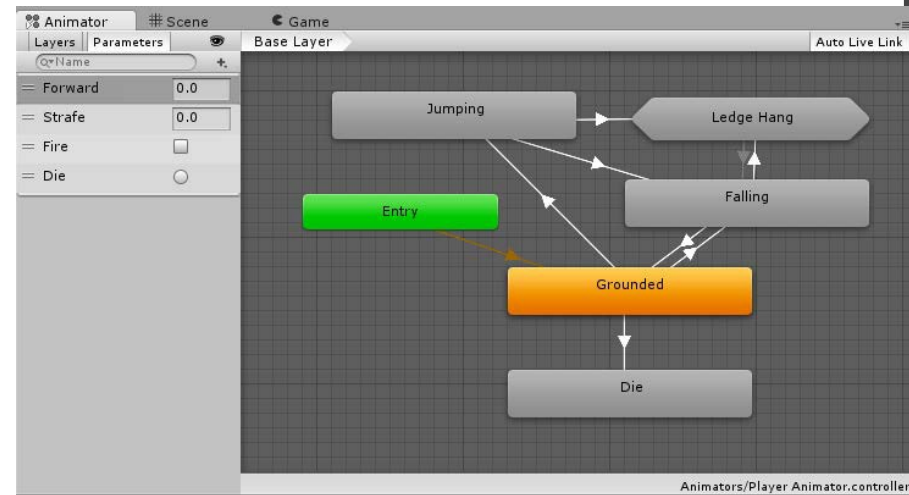 Animator # Scene Game
Layers Parameters Base Layer Auto Live Link
Name +
Forward 0.0
Strafe 0.0
Fire
Die
Jumping
Ledge Hang
Falling
Entry
Grounded
Die
Animators/Player Animator.controller